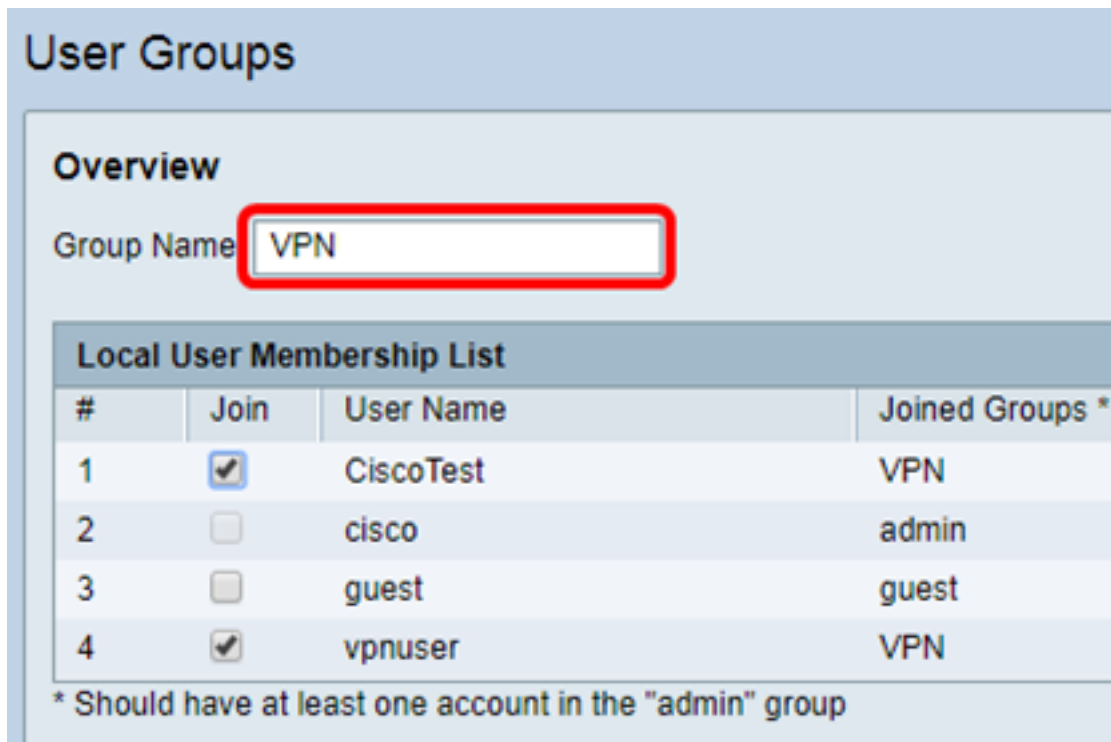 User Groups
Overview
Group Name VPN
Local User Membership List
# Join User Name Joined Groups *
1 CiscoTest VPN
2 cisco admin
3 guest guest
4 vpnuser VPN
* Should have at least one account in the "admin" group